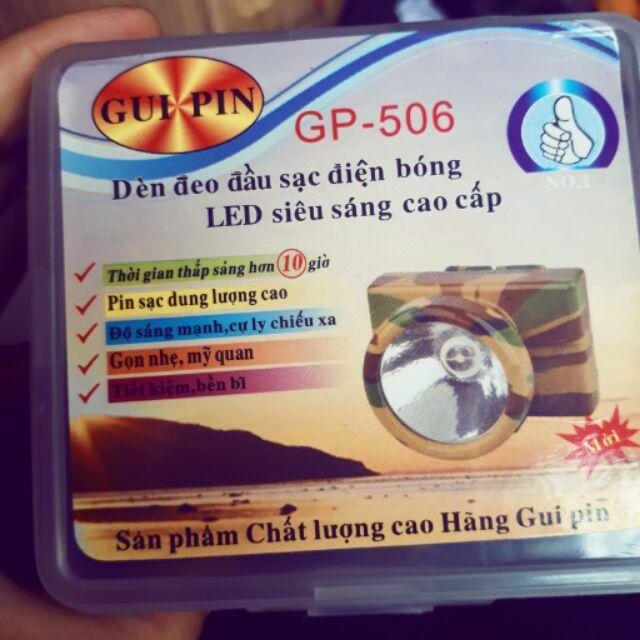 GUI PIN
GP-506
NO.1
Dèn đeo đầu sạc điện bóng
LED siêu sáng cao cấp
Thời gian thắp sáng hơn 10 giờ
Pin sạc dung lượng cao
Độ sáng mạnh,cự ly chiếu xa
Gọn nhẹ, mỹ quan
Tiết kiệm,bền bỉ
Mới
Sản phẩm Chất lượng cao Hãng Gui pin